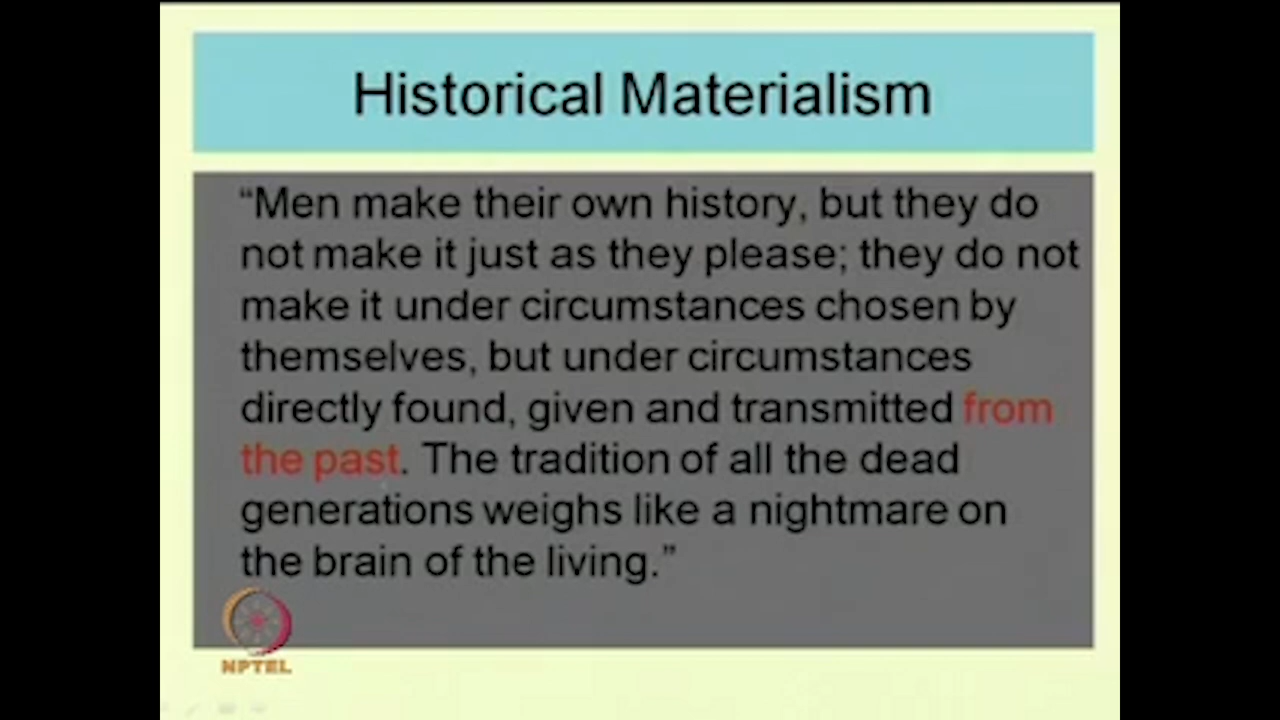 Historical Materialism
“Men make their own history, but they do
not make it just as they please; they do not
make it under circumstances chosen by
themselves, but under circumstances
directly found, given and transmitted from
the past. The tradition of all the dead
generations weighs like a nightmare on
the brain of the living.”
NPTEL